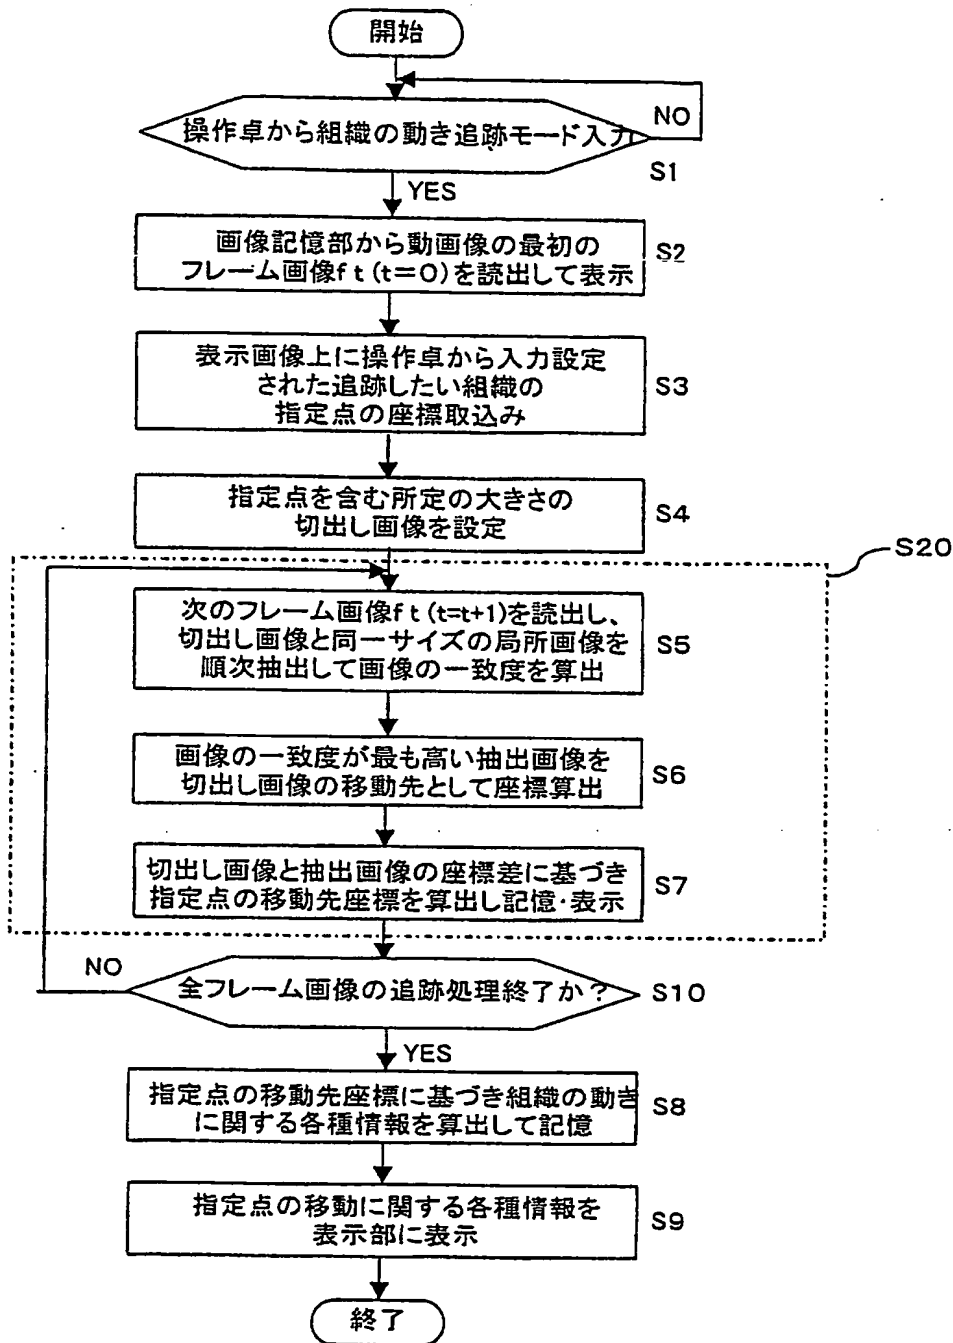 開始
NO
操作卓から組織の動き追跡モード入力
S1
YES
画像記憶部から動画像の最初の
フレーム画像f t (t=0)を読出して表示
S2
表示画像上に操作卓から入力設定
された追跡したい組織の
指定点の座標取込み
S3
指定点を含む所定の大きさの
切出し画像を設定
S4
S20
次のフレーム画像f t (t=t+1)を読出し、
切出し画像と同一サイズの局所画像を
順次抽出して画像の一致度を算出
S5
画像の一致度が最も高い抽出画像を
切出し画像の移動先として座標算出
S6
切出し画像と抽出画像の座標差に基づき
指定点の移動先座標を算出し記憶・表示
S7
NO
全フレーム画像の追跡処理終了か?
S10
YES
指定点の移動先座標に基づき組織の動き
に関する各種情報を算出して記憶
S8
指定点の移動に関する各種情報を
表示部に表示
S9
終了